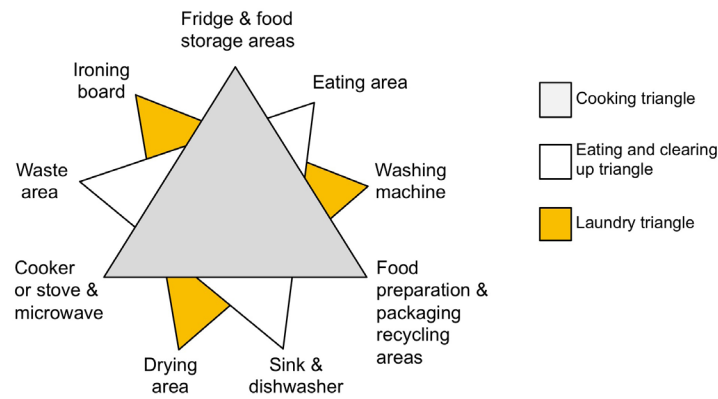 Fridge & food
storage areas
Ironing
board
Eating area
Waste
area
Washing
machine
Cooker
or stove &
microwave
Food
preparation &
packaging
recycling
areas
Drying
area
Sink &
dishwasher
Cooking triangle
Eating and clearing
up triangle
Laundry triangle